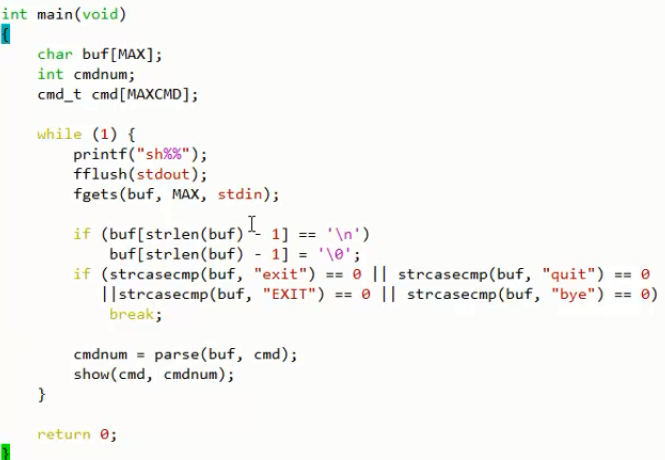 int main(void)
{
    char buf[MAX];
    int cmdnum;
    cmd_t cmd[MAXCMD];

    while (1) {
        printf("sh%%");
        fflush(stdout);
        fgets(buf, MAX, stdin);

        if (buf[strlen(buf) - 1] == '\n')
            buf[strlen(buf) - 1] = '\0';
        if (strcasecmp(buf, "exit") == 0 || strcasecmp(buf, "quit") == 0
           ||strcasecmp(buf, "EXIT") == 0 || strcasecmp(buf, "bye") == 0)
            break;

        cmdnum = parse(buf, cmd);
        show(cmd, cmdnum);
    }

    return 0;
}